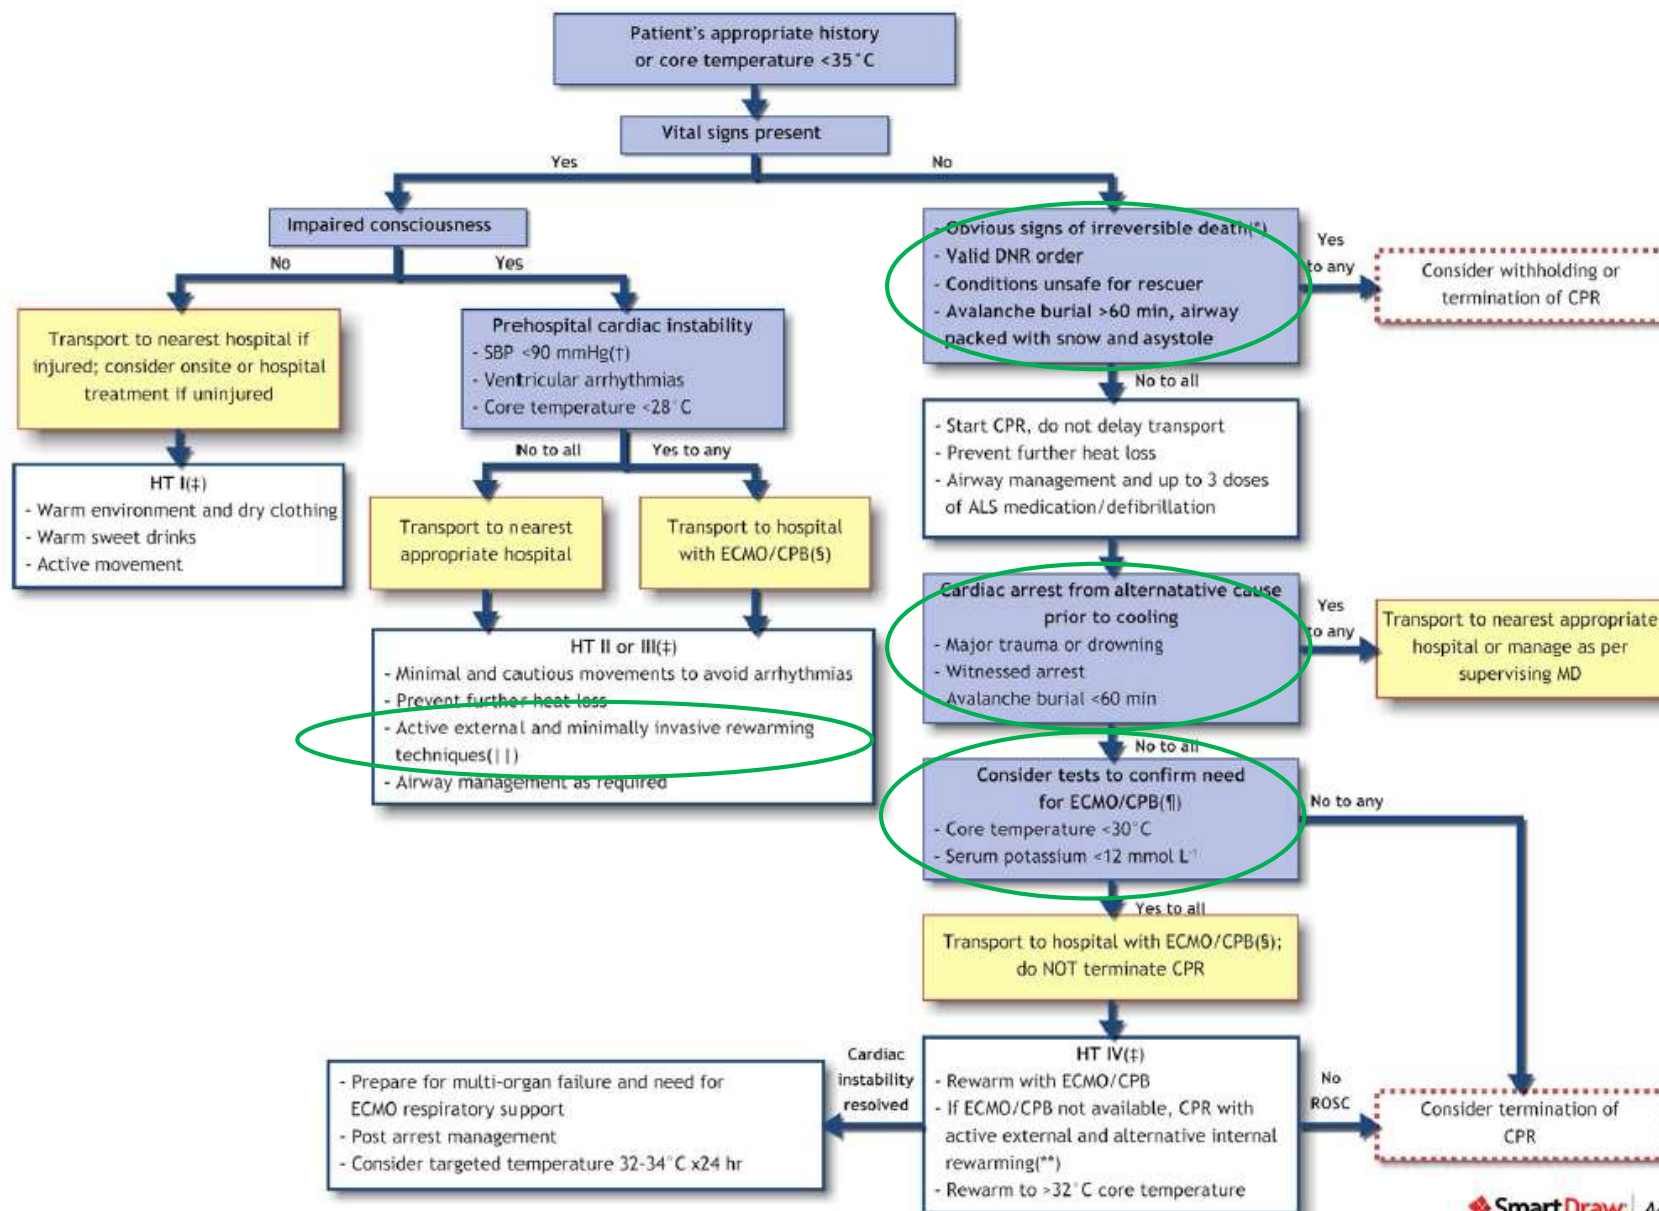 Patient's appropriate history
or core temperature <35°C
Vital signs present
Yes
No
Impaired consciousness
No
Yes
Transport to nearest hospital if
injured; consider onsite or hospital
treatment if uninjured
HT I(‡)
- Warm environment and dry clothing
- Warm sweet drinks
- Active movement
Prehospital cardiac instability
- SBP <90 mmHg(†)
- Ventricular arrhythmias
- Core temperature <28°C
No to all
Yes to any
Transport to nearest
appropriate hospital
Transport to hospital
with ECMO/CPB(§)
HT II or III(‡)
- Minimal and cautious movements to avoid arrhythmias
- Prevent further heat loss
- Active external and minimally invasive rewarming
techniques(||)
- Airway management as required
- Obvious signs of irreversible death(*)
- Valid DNR order
- Conditions unsafe for rescuer
- Avalanche burial >60 min, airway
packed with snow and asystole
Yes
to any
Consider withholding or
termination of CPR
No to all
- Start CPR, do not delay transport
- Prevent further heat loss
- Airway management and up to 3 doses
of ALS medication/defibrillation
Cardiac arrest from alternatative cause
prior to cooling
- Major trauma or drowning
- Witnessed arrest
- Avalanche burial <60 min
Yes
to any
Transport to nearest appropriate
hospital or manage as per
supervising MD
No to all
Consider tests to confirm need
for ECMO/CPB(¶)
- Core temperature <30°C
- Serum potassium <12 mmol L⁻¹
No to any
Yes to all
Transport to hospital with ECMO/CPB(§);
do NOT terminate CPR
HT IV(‡)
- Rewarm with ECMO/CPB
- If ECMO/CPB not available, CPR with
active external and alternative internal
rewarming(**)
- Rewarm to >32°C core temperature
Cardiac
instability
resolved
- Prepare for multi-organ failure and need for
ECMO respiratory support
- Post arrest management
- Consider targeted temperature 32-34°C x24 hr
No
ROSC
Consider termination of
CPR
SmartDraw